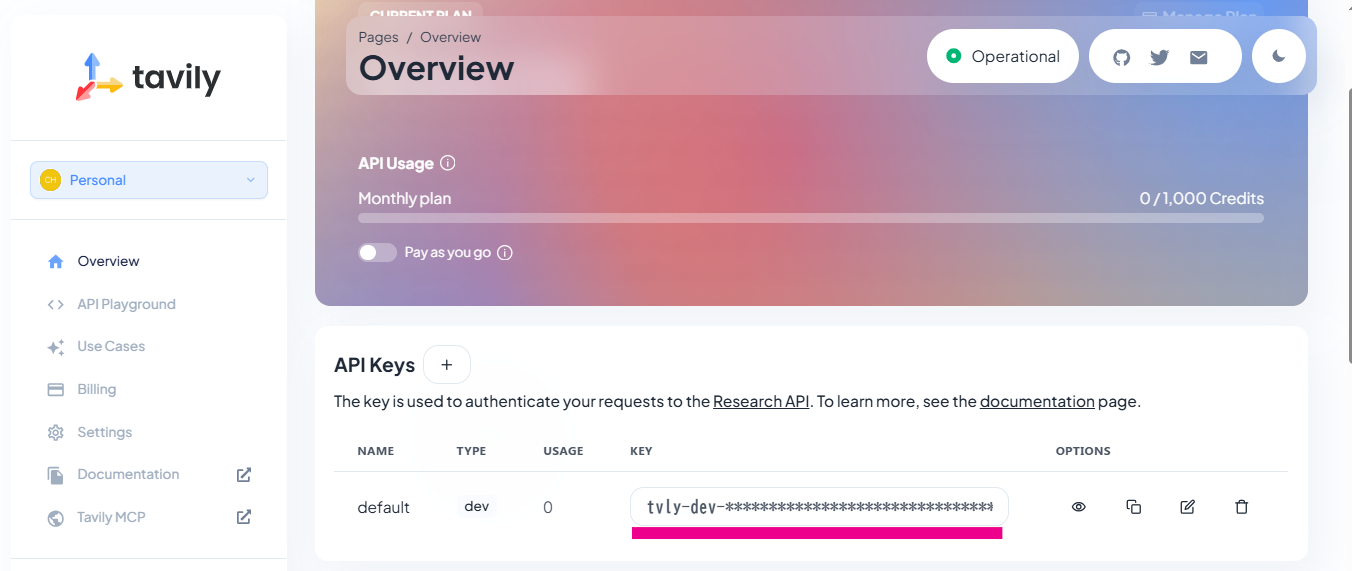 tavily
CH Personal
Overview
API Playground
Use Cases
Billing
Settings
Documentation
Tavily MCP
CURRENT PLAN
Manage Plan
Pages / Overview
Overview
Operational
API Usage
Monthly plan 0 / 1,000 Credits
Pay as you go
API Keys +
The key is used to authenticate your requests to the Research API. To learn more, see the documentation page.
NAME TYPE USAGE KEY OPTIONS
default dev 0 tvly-dev-********************************